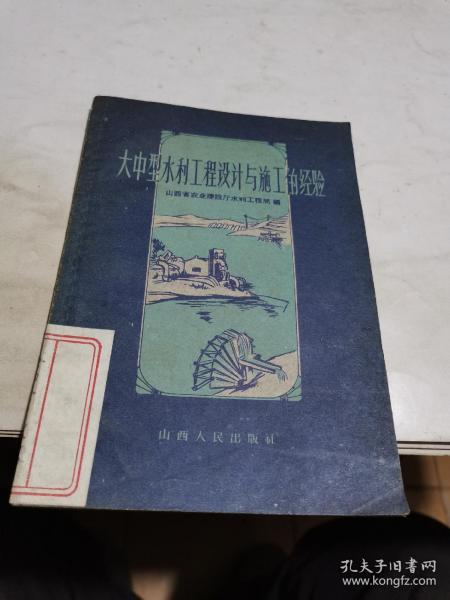 大中型水利工程设计与施工的经验
山西省农业建设厅水利工程局 编
山西人民出版社
孔夫子旧书网
www.kongfz.com